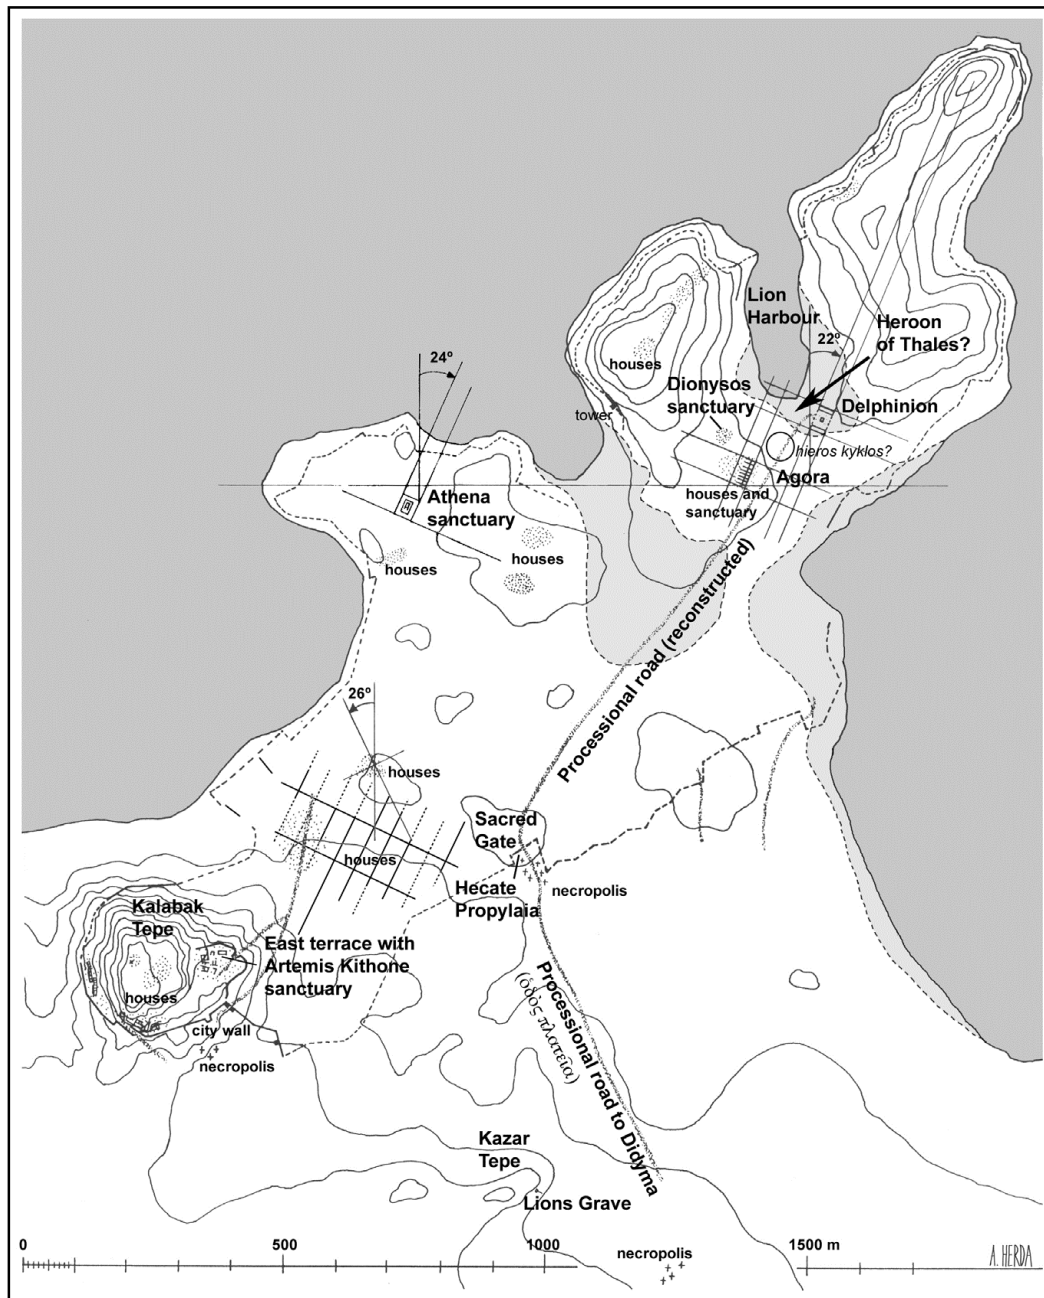 Lion
Harbour
Heroon
of Thales?
22º
24º
houses
Dionysos
sanctuary
tower
Delphinion
hieros kyklos?
Agora
houses and
sanctuary
Athena
sanctuary
houses
houses
Processional road (reconstructed)
26º
houses
Sacred
Gate
houses
Hecate
Propylaia
necropolis
Kalabak
Tepe
East terrace with
Artemis Kithone
sanctuary
houses
city wall
necropolis
Processional road to Didyma
(ὁδὸς πλατεῖα)
Kazar
Tepe
Lions Grave
necropolis
0 500 1000 1500 m
A. HERDA